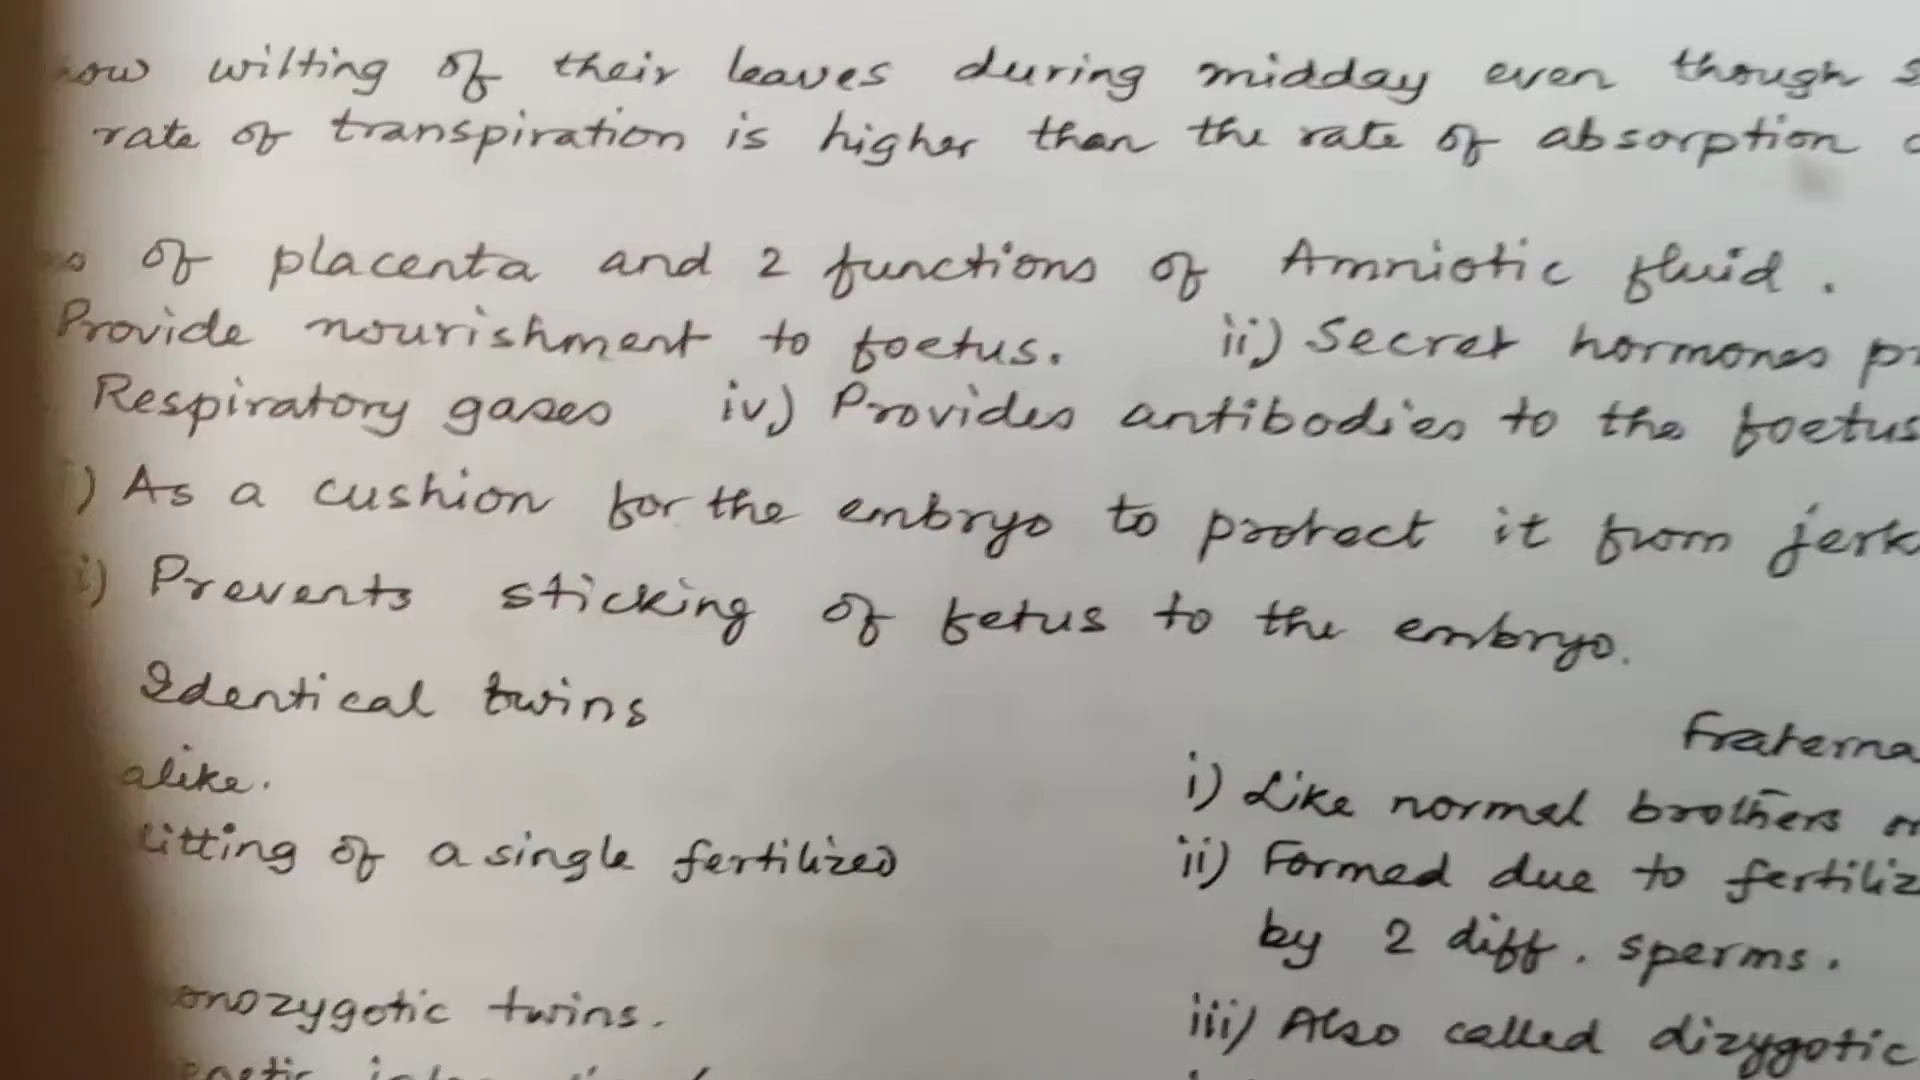 wilting of their leaves during midday even though
rate of transpiration is higher than the rate of absorption
of placenta and 2 functions of Amniotic fluid.
Provide nourishment to foetus. ii) Secret hormones
Respiratory gases iv) Provides antibodies to the foetus
) As a cushion for the embryo to protect it from jerk
i) Prevents sticking of fetus to the embryo.
Identical twins
Fraterna
alike.
i) Like normal brothers
litting of a single fertilized
ii) Formed due to fertiliz
by 2 diff. sperms.
onozygotic twins.
iii) Also called dizygotic